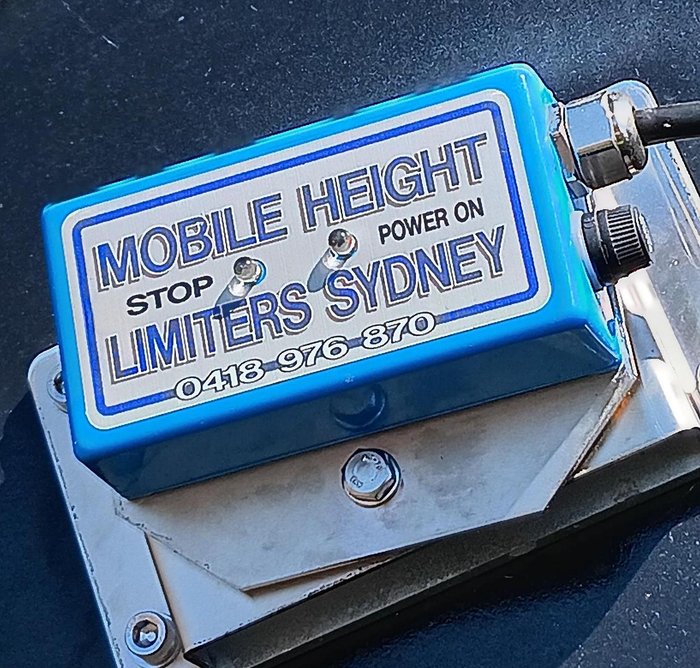 MOBILE HEIGHT
STOP
POWER ON
LIMITERS SYDNEY
0418 976 870